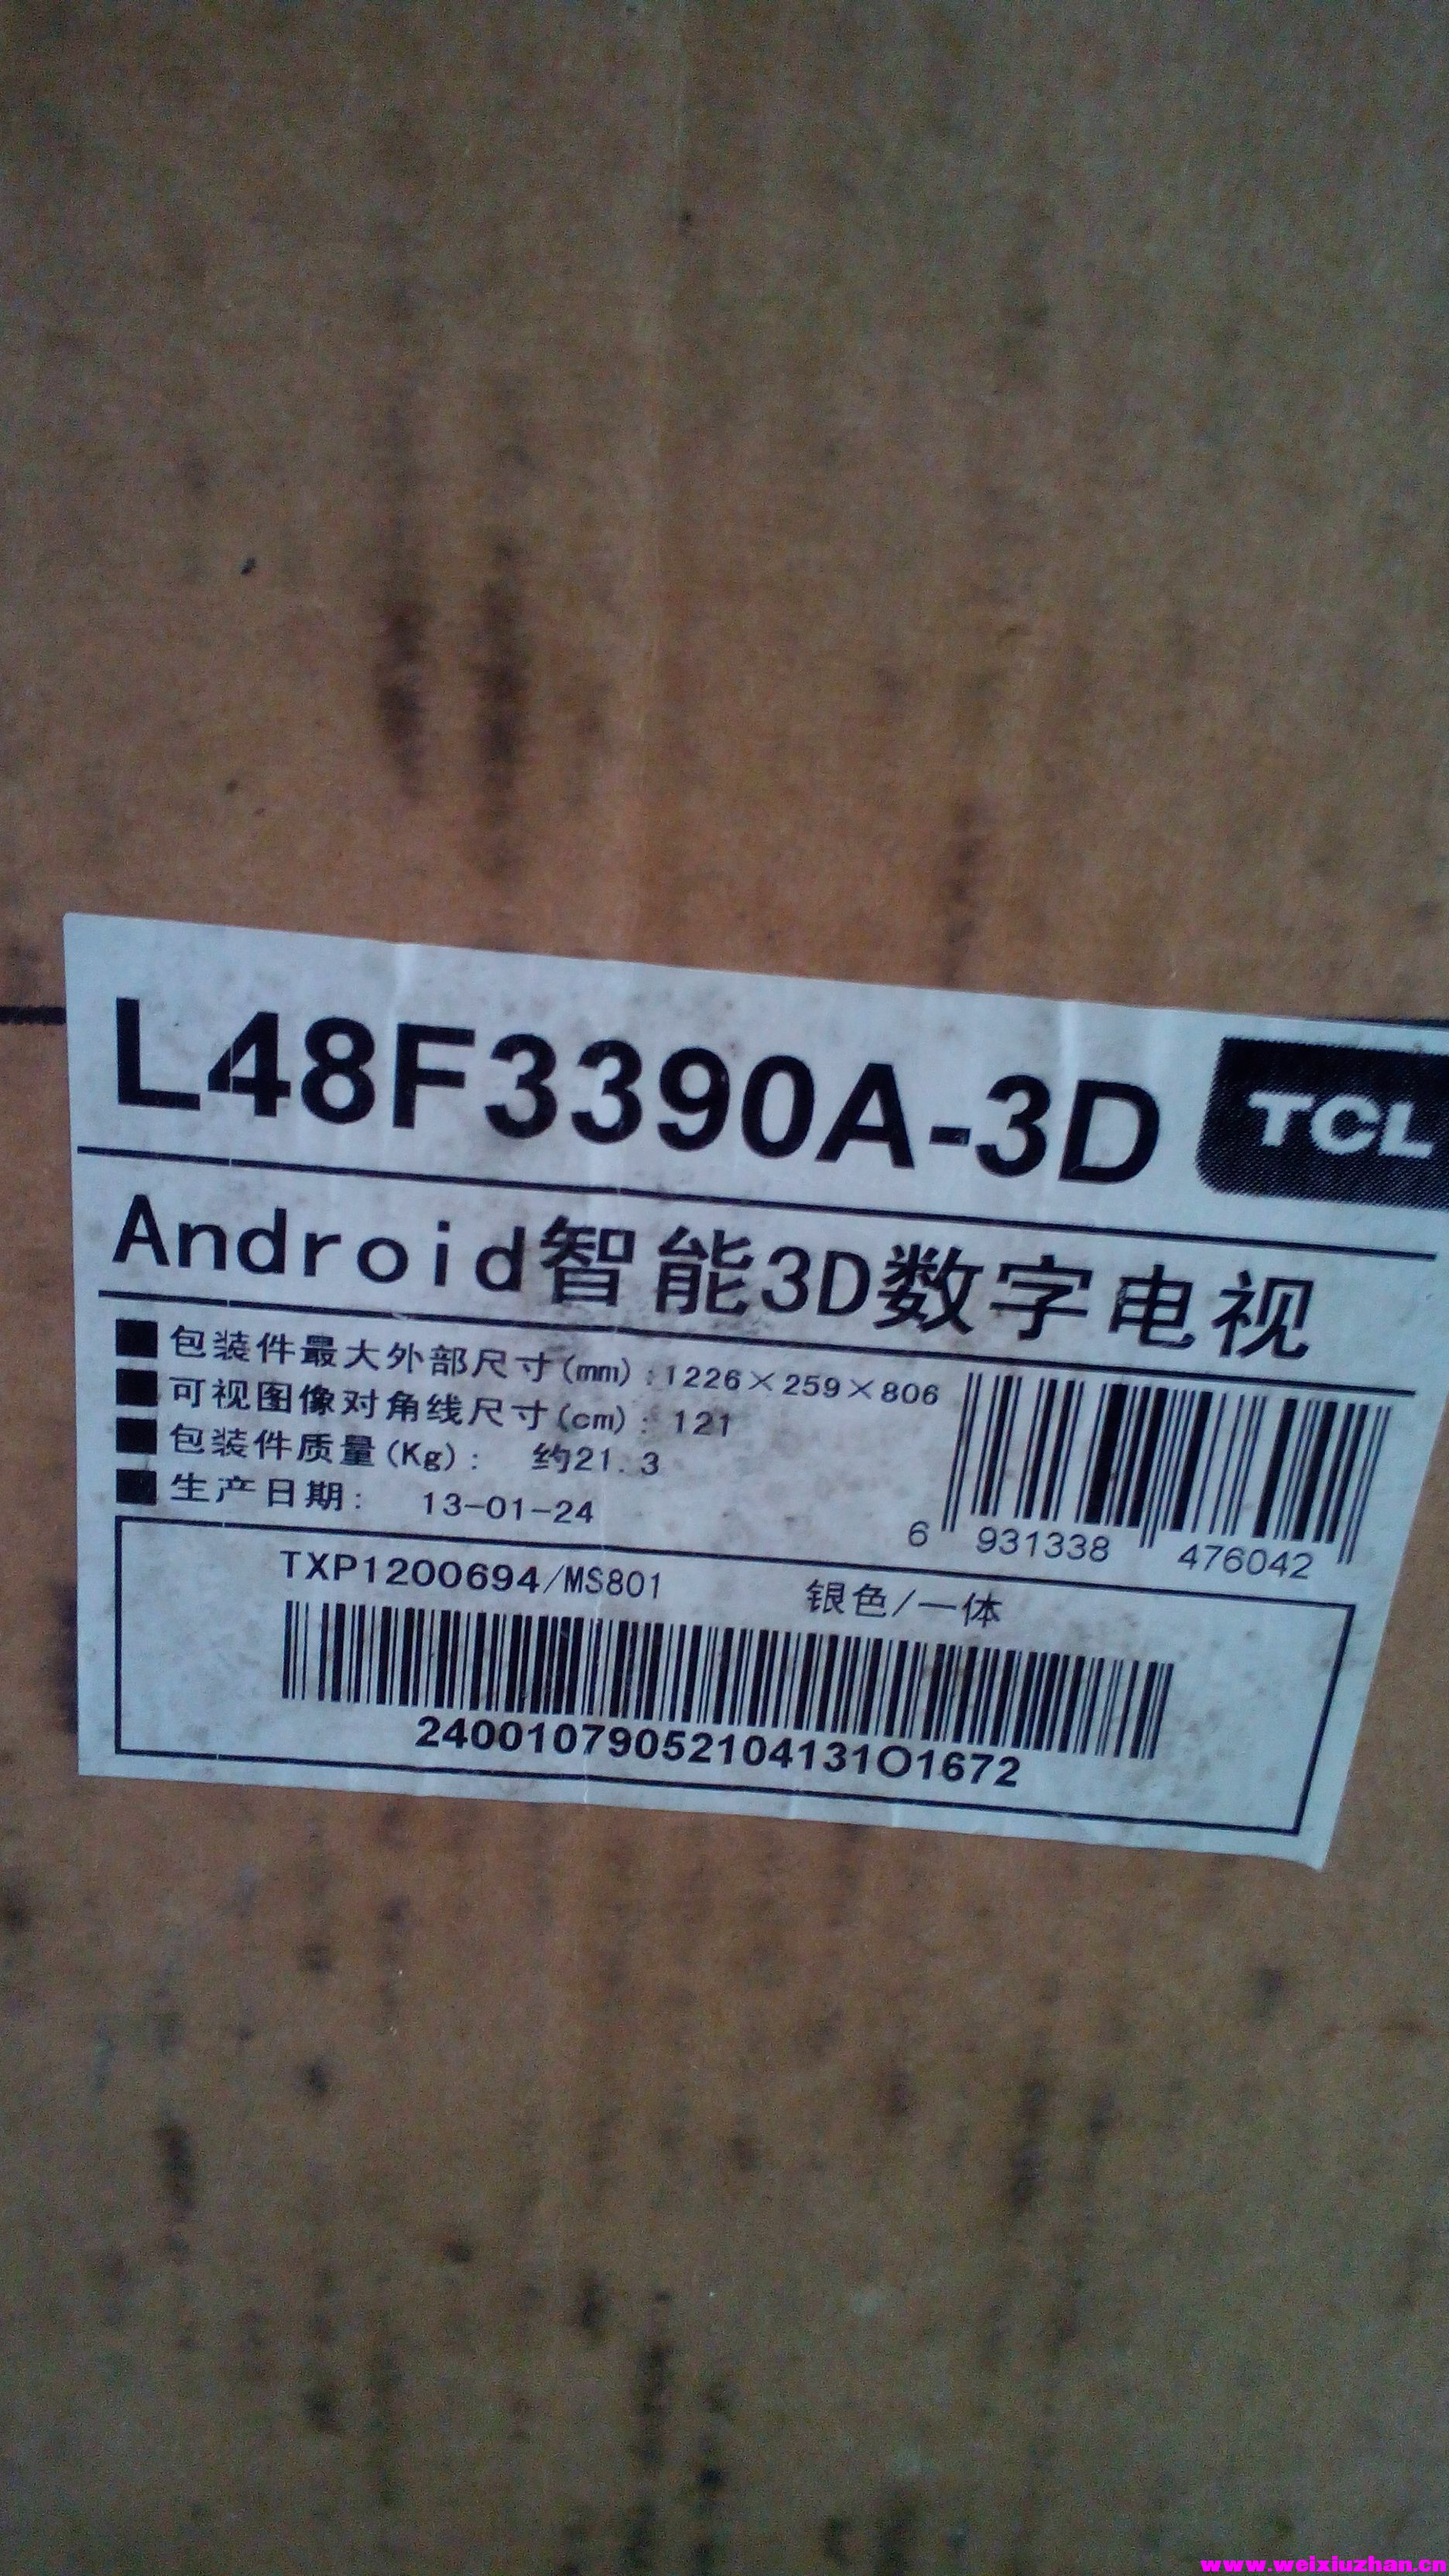 L48F3390A-3D
TCL
Android智能3D数字电视
■包装件最大外部尺寸(mm):1226×259×806
■可视图像对角线尺寸(cm): 121
■包装件质量(Kg): 约21.3
■生产日期: 13-01-24
6 931338 476042
TXP1200694/MS801 银色/一体
24001079052104131O1672
www.weixiuzhan.cn